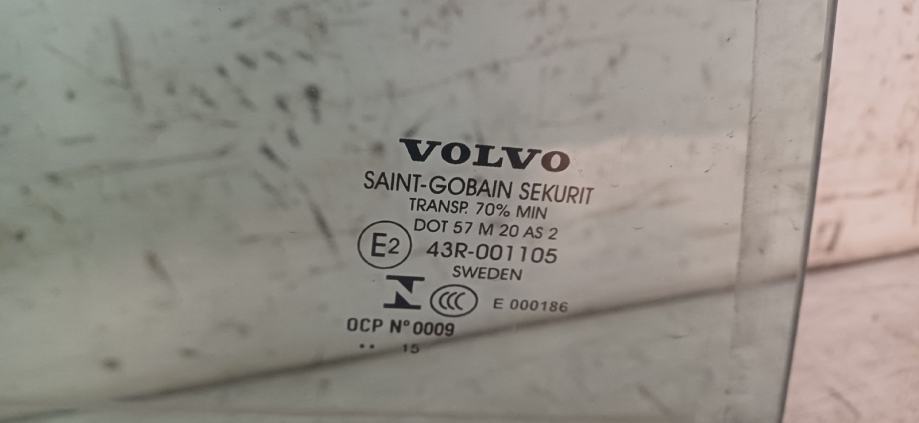 VOLVO
SAINT-GOBAIN SEKURIT
TRANSP. 70% MIN
DOT 57 M 20 AS 2
E2 43R-001105
SWEDEN
CCC E 000186
OCP N° 0009
.. 15